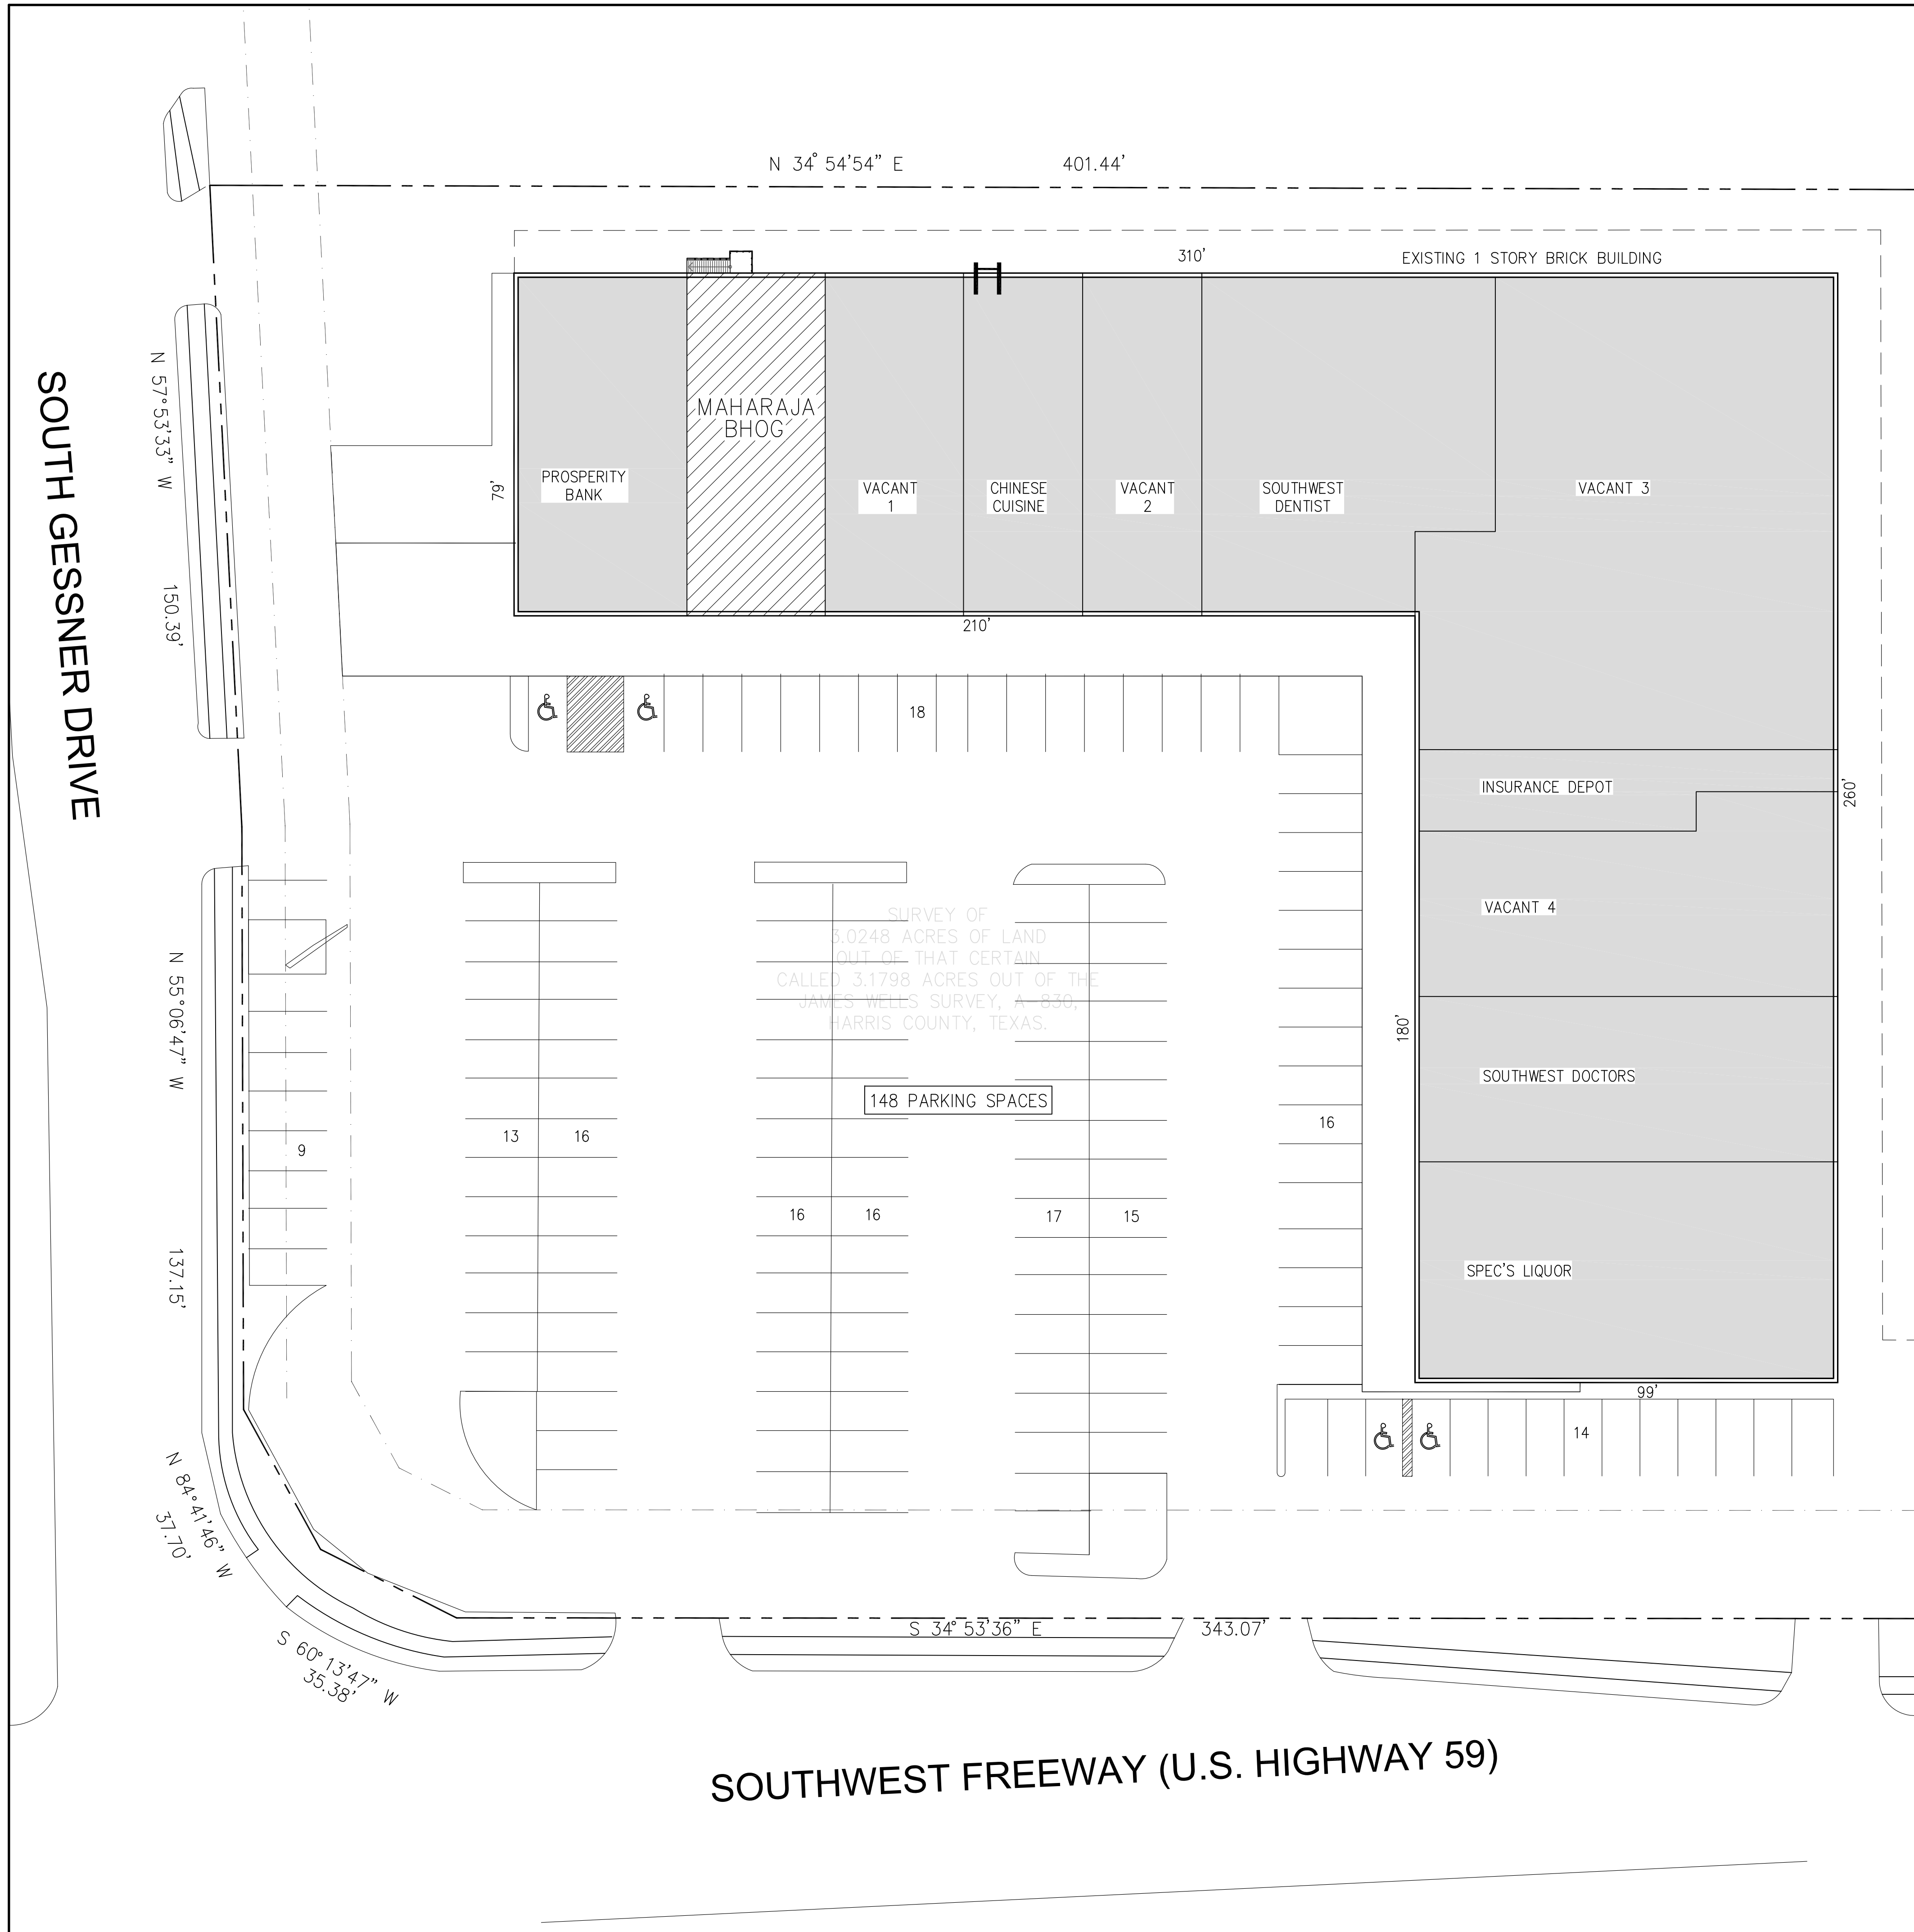 N 34° 54'54" E 401.44'
310' EXISTING 1 STORY BRICK BUILDING
SOUTH GESSNER DRIVE
N 57°53'33" W 150.39'
79'
PROSPERITY
BANK
MAHARAJA
BHOG
VACANT
1
CHINESE
CUISINE
VACANT
2
SOUTHWEST
DENTIST
VACANT 3
210'
18
INSURANCE DEPOT
260'
VACANT 4
SURVEY OF
3.0248 ACRES OF LAND
OUT OF THAT CERTAIN
CALLED 3.1798 ACRES OUT OF THE
JAMES WELLS SURVEY, A-830,
HARRIS COUNTY, TEXAS.
180'
N 55°06'47" W 137.15'
148 PARKING SPACES
SOUTHWEST DOCTORS
9
13 16
16
16 16
17 15
SPEC'S LIQUOR
99'
14
N 84°41'46" W
37.70'
S 60°13'47" W
35.38'
S 34°53'36" E 343.07'
SOUTHWEST FREEWAY (U.S. HIGHWAY 59)